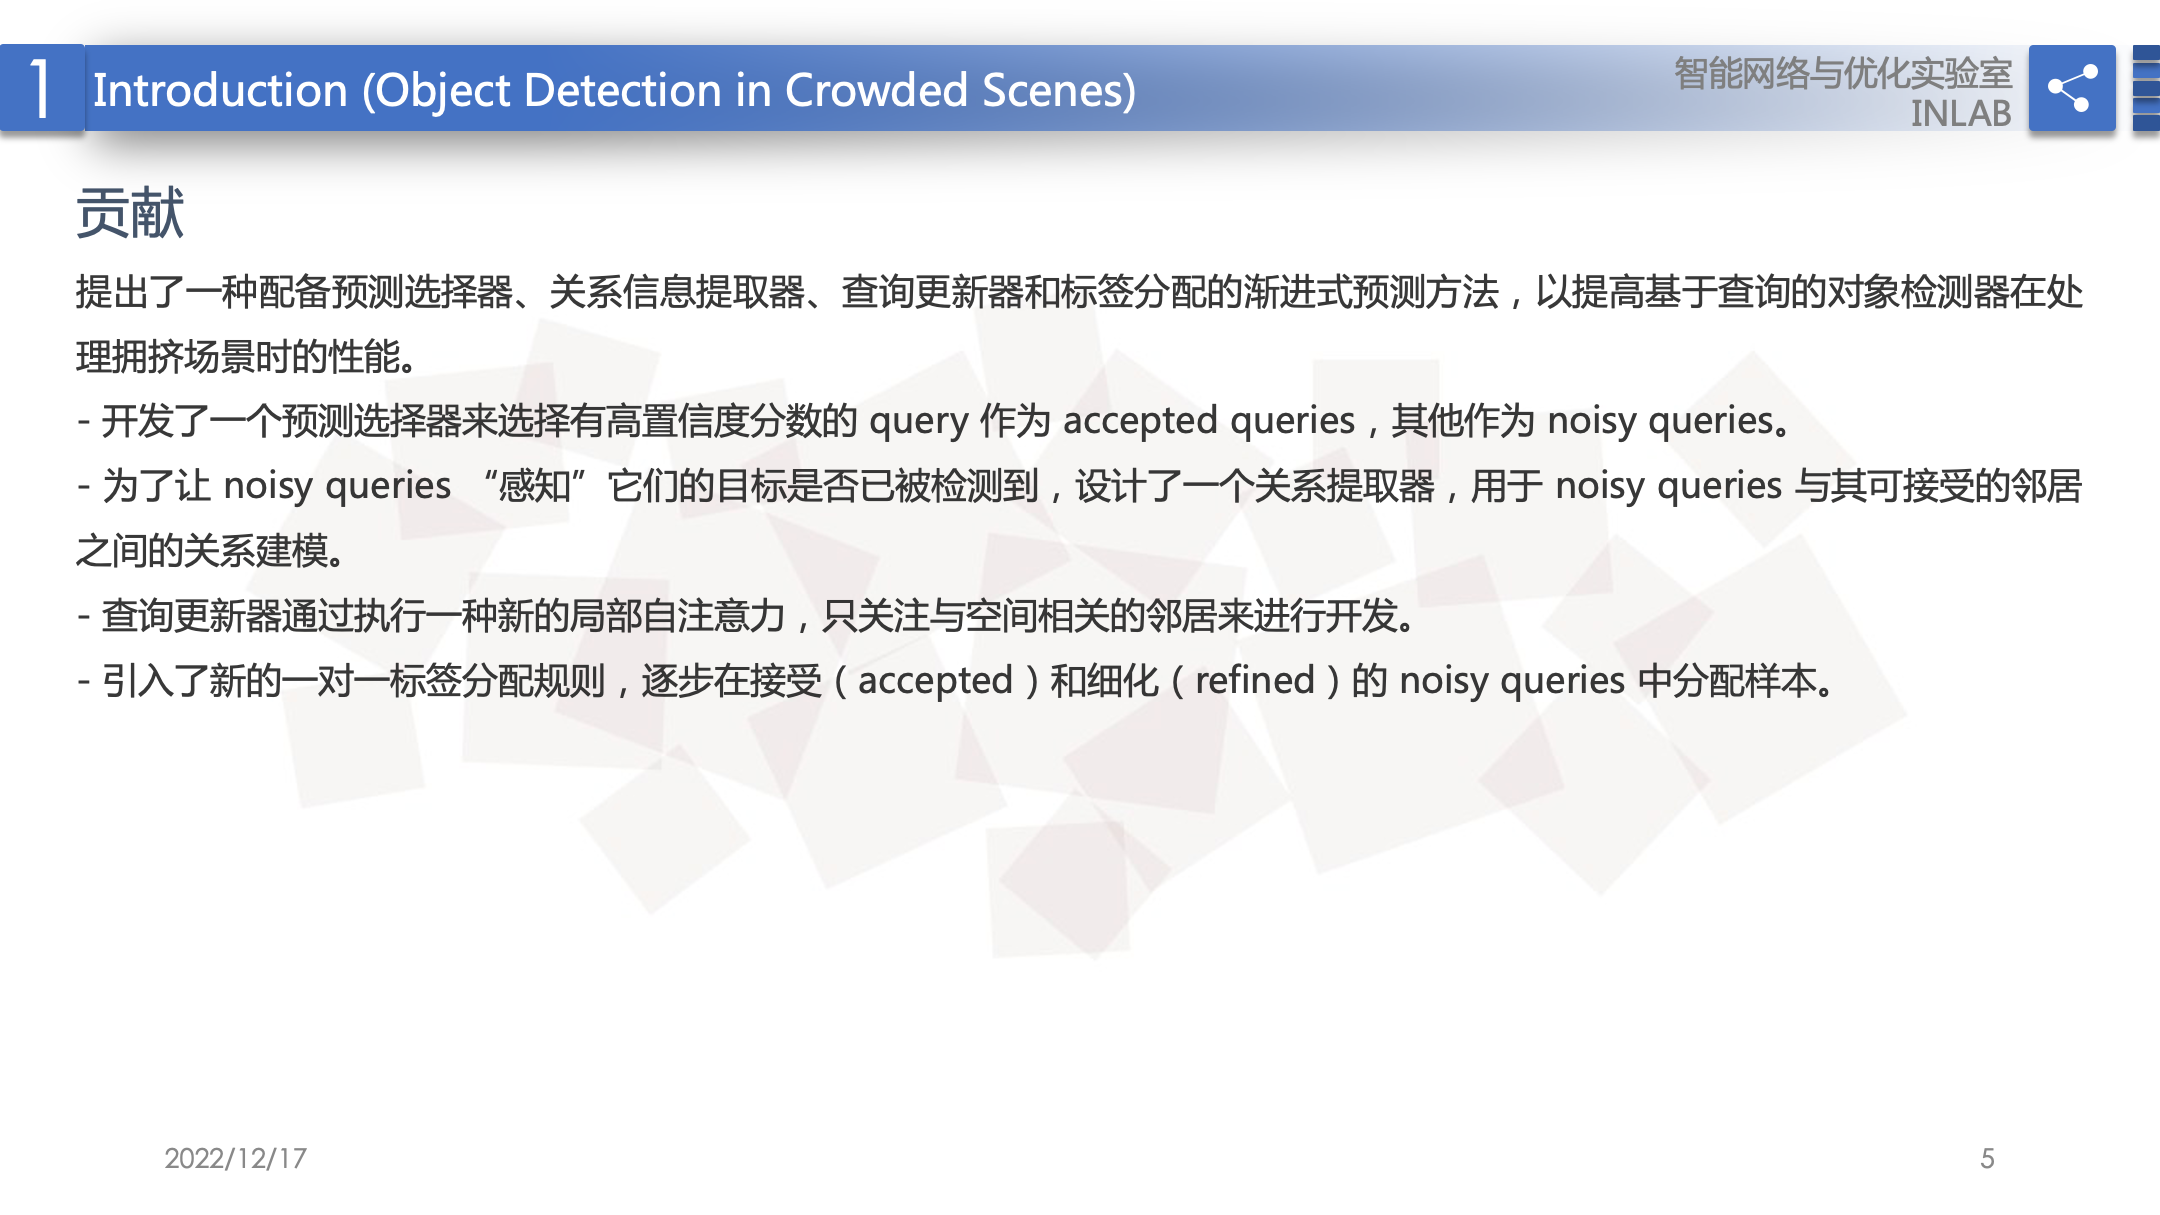 1
Introduction (Object Detection in Crowded Scenes)
智能网络与优化实验室
INLAB
贡献
提出了一种配备预测选择器、关系信息提取器、查询更新器和标签分配的渐进式预测方法，以提高基于查询的对象检测器在处
理拥挤场景时的性能。
- 开发了一个预测选择器来选择有高置信度分数的 query 作为 accepted queries，其他作为 noisy queries。
- 为了让 noisy queries “感知”它们的目标是否已被检测到，设计了一个关系提取器，用于 noisy queries 与其可接受的邻居
之间的关系建模。
- 查询更新器通过执行一种新的局部自注意力，只关注与空间相关的邻居来进行开发。
- 引入了新的一对一标签分配规则，逐步在接受（accepted）和细化（refined）的 noisy queries 中分配样本。
2022/12/17
5